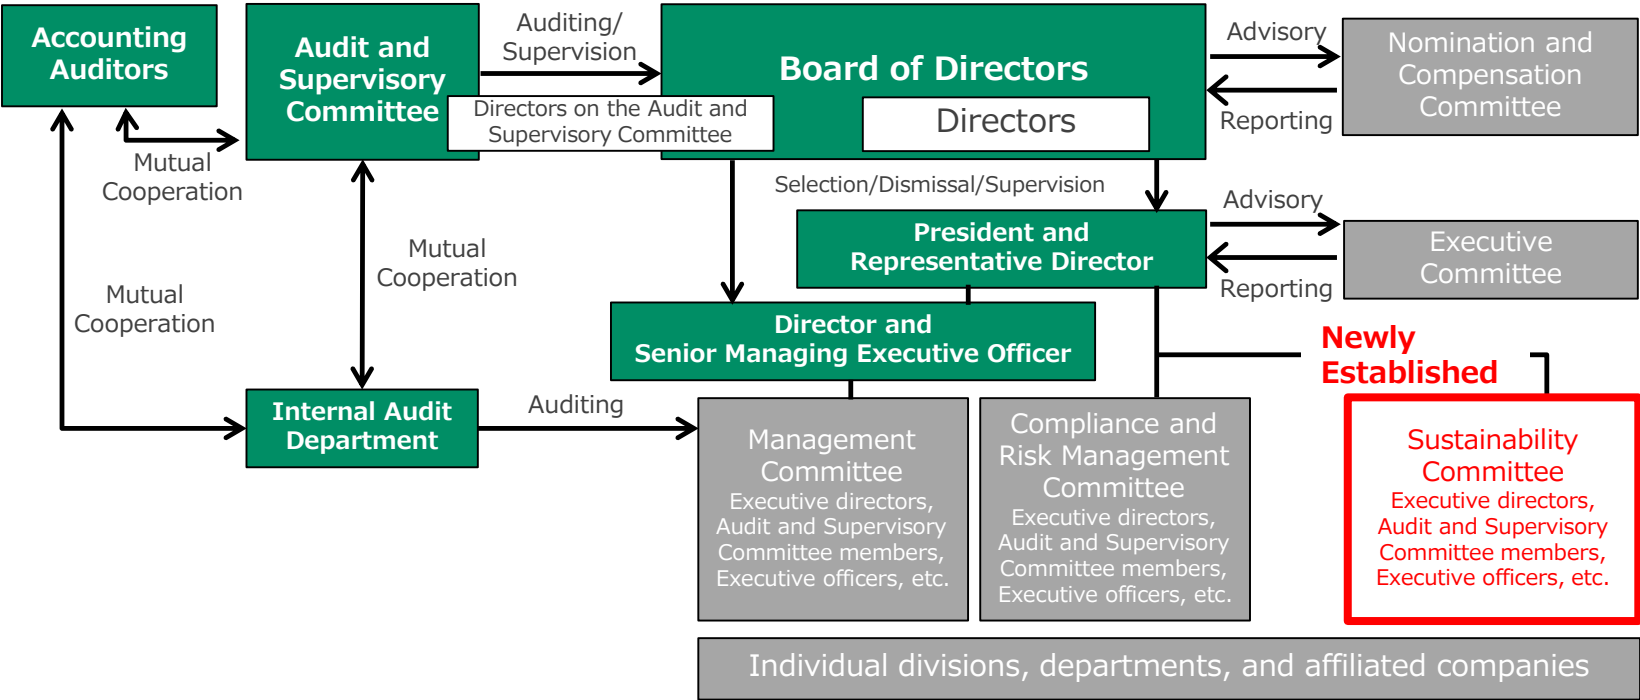 Accounting
Auditors
Audit and
Supervisory
Committee
Auditing/
Supervision
Board of Directors
Directors on the Audit and
Supervisory Committee
Directors
Advisory
Reporting
Nomination and
Compensation
Committee
Mutual
Cooperation
Selection/Dismissal/Supervision
President and
Representative Director
Advisory
Reporting
Executive
Committee
Mutual
Cooperation
Mutual
Cooperation
Director and
Senior Managing Executive Officer
Newly
Established
Internal Audit
Department
Auditing
Management
Committee
Executive directors,
Audit and Supervisory
Committee members,
Executive officers, etc.
Compliance and
Risk Management
Committee
Executive directors,
Audit and Supervisory
Committee members,
Executive officers, etc.
Sustainability
Committee
Executive directors,
Audit and Supervisory
Committee members,
Executive officers, etc.
Individual divisions, departments, and affiliated companies